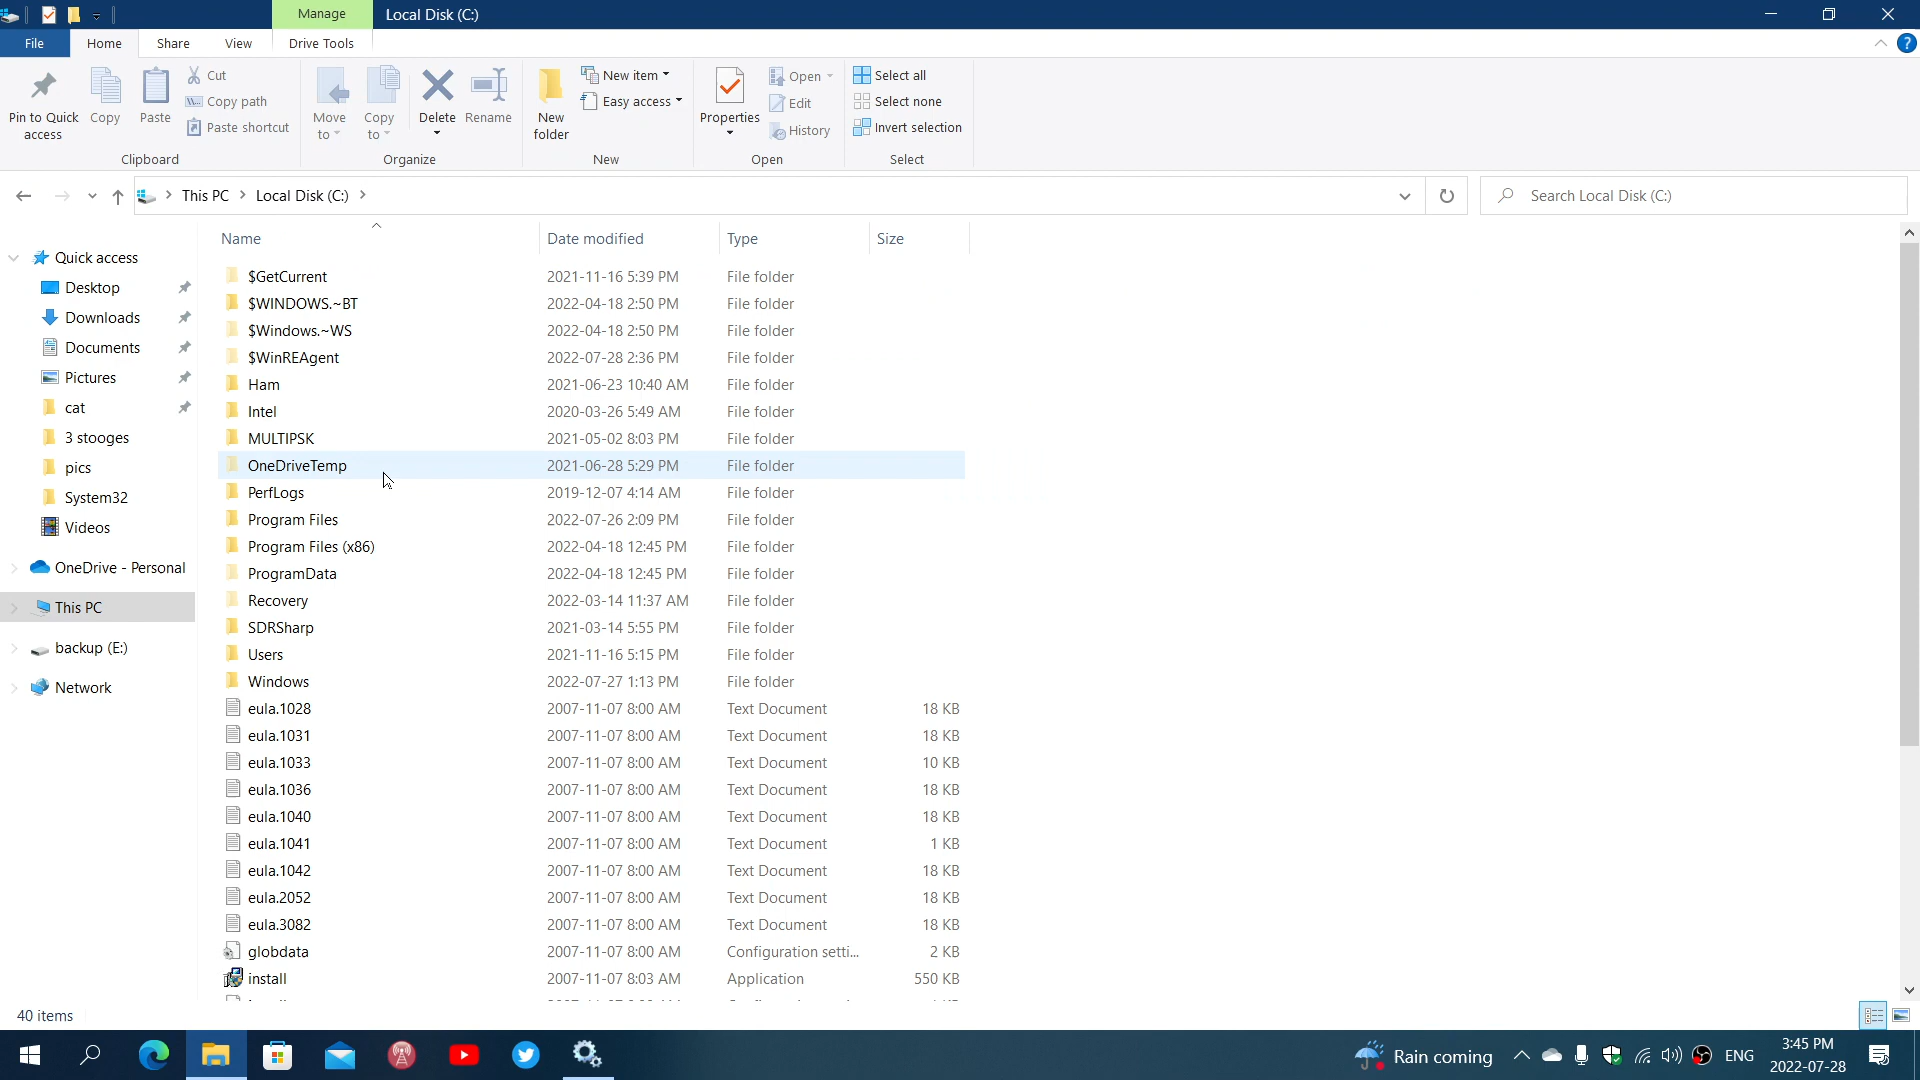 Manage Local Disk (C:)
File Home Share View Drive Tools
Pin to Quick access
Copy
Paste
Cut
Copy path
Paste shortcut
Clipboard
Move to
Copy to
Delete
Rename
Organize
New folder
New item
Easy access
New
Properties
Open
Edit
History
Open
Select all
Select none
Invert selection
Select
This PC > Local Disk (C:) >
Search Local Disk (C:)
Quick access
Desktop
Downloads
Documents
Pictures
cat
3 stooges
pics
System32
Videos
OneDrive - Personal
This PC
backup (E:)
Network
Name Date modified Type Size
$GetCurrent 2021-11-16 5:39 PM File folder
$WINDOWS.~BT 2022-04-18 2:50 PM File folder
$Windows.~WS 2022-04-18 2:50 PM File folder
$WinREAgent 2022-07-28 2:36 PM File folder
Ham 2021-06-23 10:40 AM File folder
Intel 2020-03-26 5:49 AM File folder
MULTIPSK 2021-05-02 8:03 PM File folder
OneDriveTemp 2021-06-28 5:29 PM File folder
PerfLogs 2019-12-07 4:14 AM File folder
Program Files 2022-07-26 2:09 PM File folder
Program Files (x86) 2022-04-18 12:45 PM File folder
ProgramData 2022-04-18 12:45 PM File folder
Recovery 2022-03-14 11:37 AM File folder
SDRSharp 2021-03-14 5:55 PM File folder
Users 2021-11-16 5:15 PM File folder
Windows 2022-07-27 1:13 PM File folder
eula.1028 2007-11-07 8:00 AM Text Document 18 KB
eula.1031 2007-11-07 8:00 AM Text Document 18 KB
eula.1033 2007-11-07 8:00 AM Text Document 10 KB
eula.1036 2007-11-07 8:00 AM Text Document 18 KB
eula.1040 2007-11-07 8:00 AM Text Document 18 KB
eula.1041 2007-11-07 8:00 AM Text Document 1 KB
eula.1042 2007-11-07 8:00 AM Text Document 18 KB
eula.2052 2007-11-07 8:00 AM Text Document 18 KB
eula.3082 2007-11-07 8:00 AM Text Document 18 KB
globdata 2007-11-07 8:00 AM Configuration setti... 2 KB
install 2007-11-07 8:03 AM Application 550 KB
40 items
Rain coming ENG 3:45 PM
2022-07-28